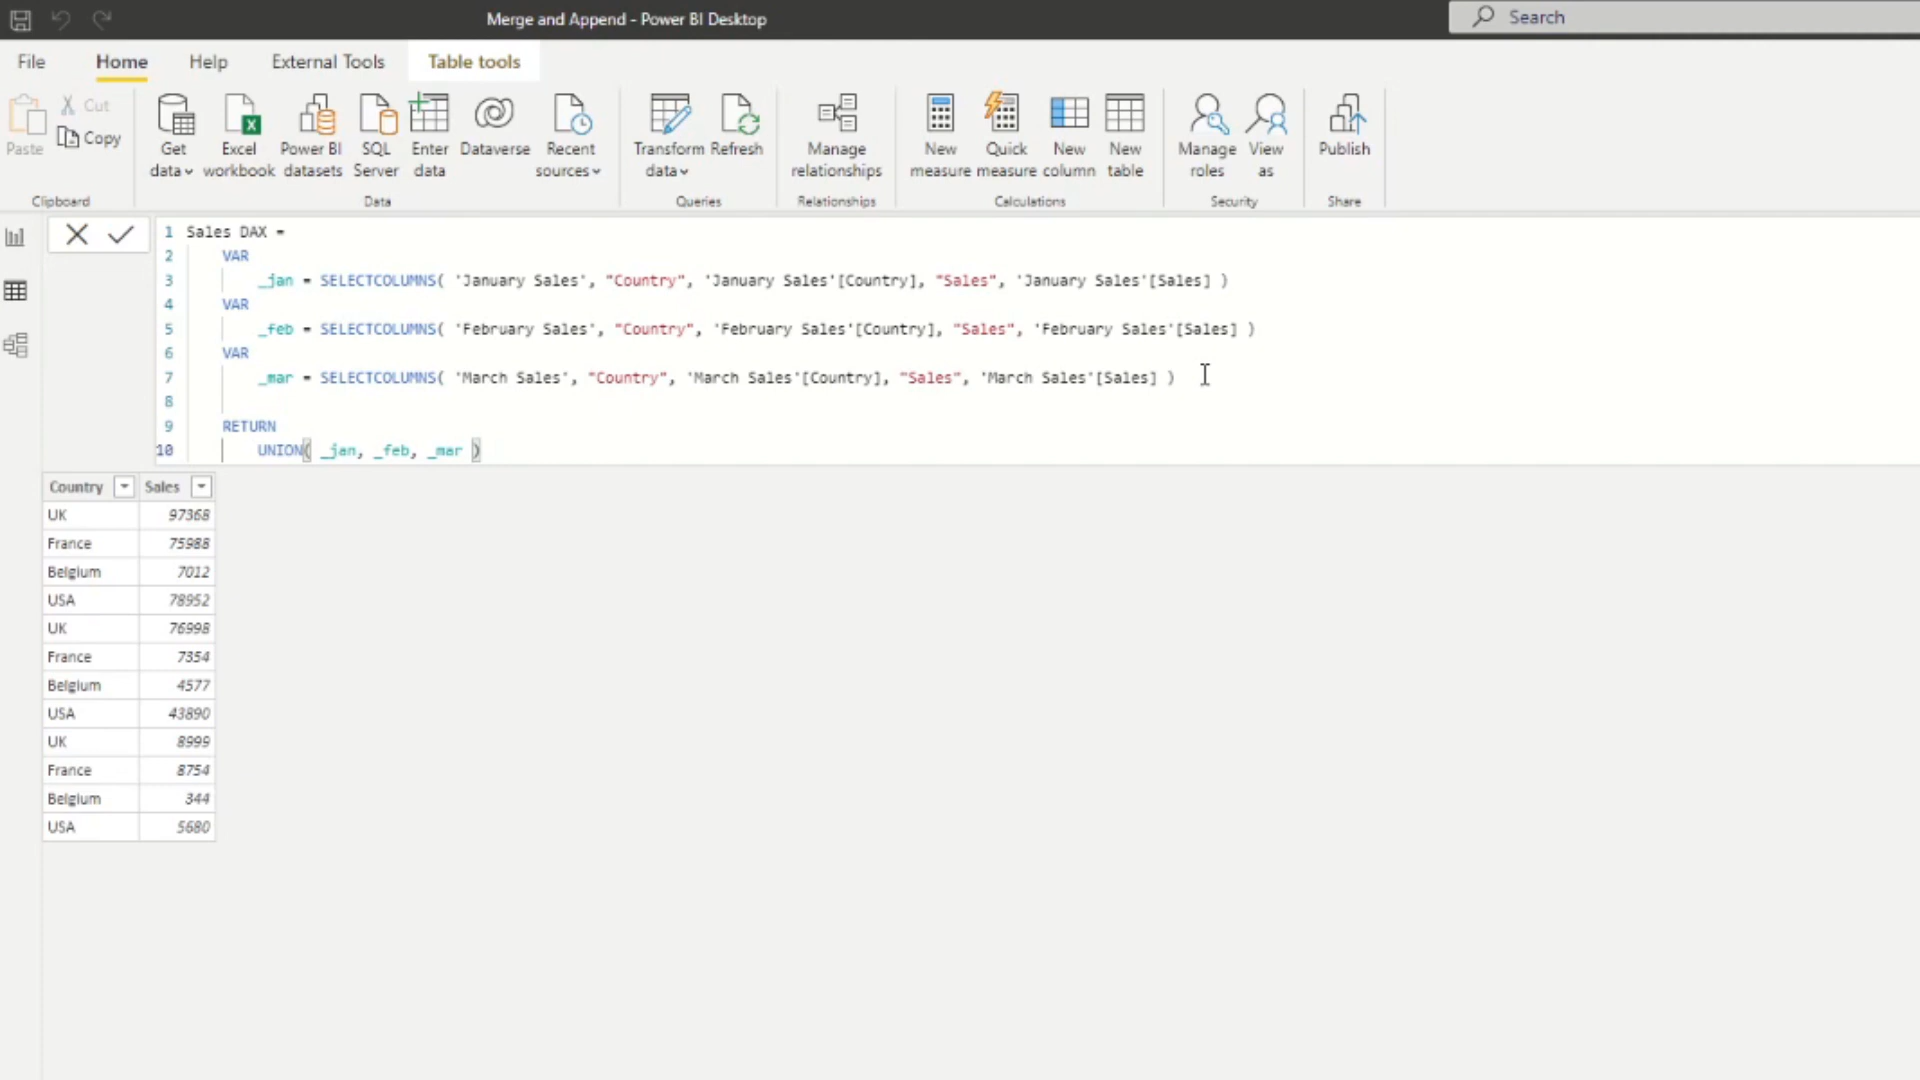 Merge and Append - Power BI Desktop
Search
File Home Help External Tools Table tools
Paste
Cut
Copy
Get data
Excel workbook
Power BI datasets
SQL Server
Enter data
Dataverse
Recent sources
Transform data
Refresh
Manage relationships
New measure
Quick measure
New column
New table
Manage roles
View as
Publish
Clipboard Data Queries Relationships Calculations Security Share
1 Sales DAX =
2 VAR
3 _jan = SELECTCOLUMNS( 'January Sales', "Country", 'January Sales'[Country], "Sales", 'January Sales'[Sales] )
4 VAR
5 _feb = SELECTCOLUMNS( 'February Sales', "Country", 'February Sales'[Country], "Sales", 'February Sales'[Sales] )
6 VAR
7 _mar = SELECTCOLUMNS( 'March Sales', "Country", 'March Sales'[Country], "Sales", 'March Sales'[Sales] )
8
9 RETURN
10 UNION( _jan, _feb, _mar )
Country Sales
UK 97368
France 75988
Belgium 7012
USA 78952
UK 76998
France 7354
Belgium 4577
USA 43890
UK 8999
France 8754
Belgium 344
USA 5680